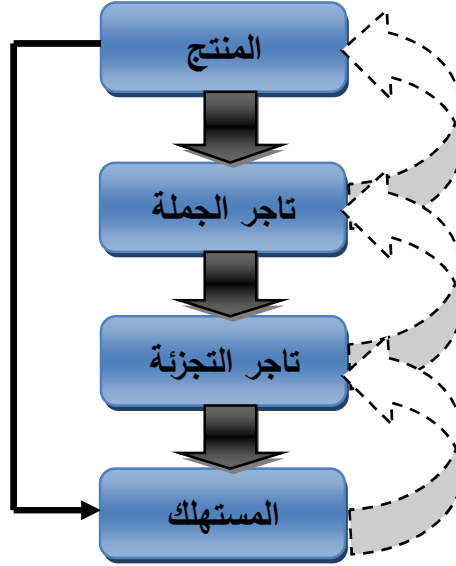 المنتج
تاجر الجملة
تاجر التجزئة
المستهلك